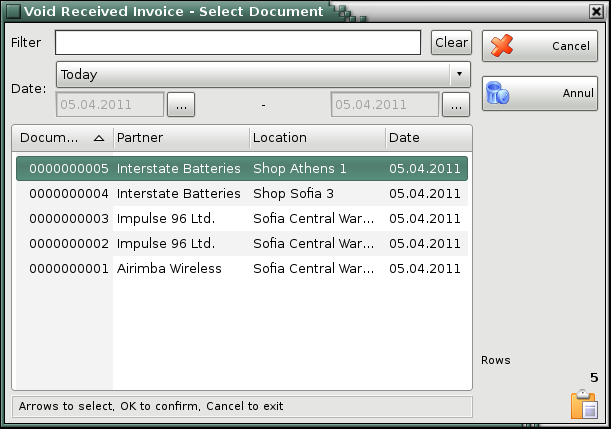 Void Received Invoice - Select Document
Filter
Clear
Cancel
Date:
Today
05.04.2011 ... - 05.04.2011 ...
Annul
Docum... Partner Location Date
0000000005 Interstate Batteries Shop Athens 1 05.04.2011
0000000004 Interstate Batteries Shop Sofia 3 05.04.2011
0000000003 Impulse 96 Ltd. Sofia Central War... 05.04.2011
0000000002 Impulse 96 Ltd. Sofia Central War... 05.04.2011
0000000001 Airimba Wireless Sofia Central War... 05.04.2011
Rows
5
Arrows to select, OK to confirm, Cancel to exit